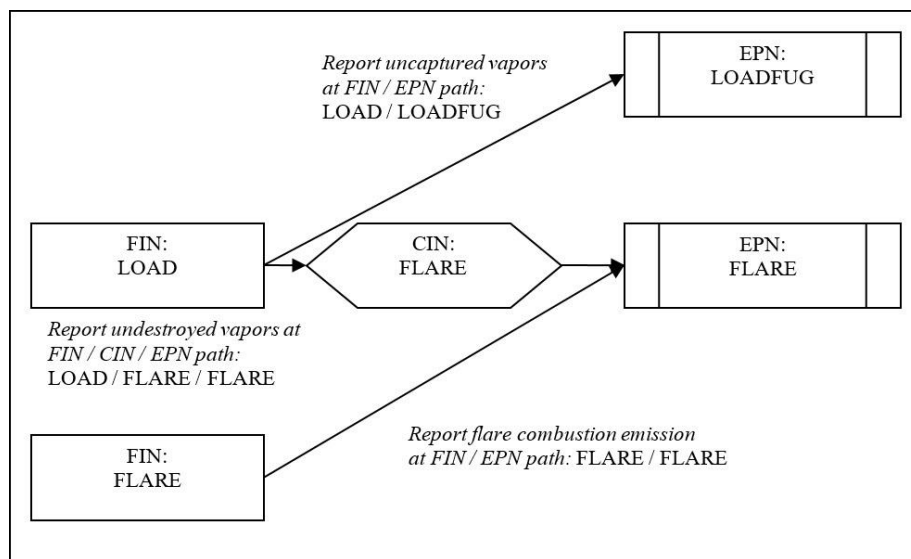 Report uncaptured vapors
at FIN / EPN path:
LOAD / LOADFUG
EPN:
LOADFUG
FIN:
LOAD
CIN:
FLARE
EPN:
FLARE
Report undestroyed vapors at
FIN / CIN / EPN path:
LOAD / FLARE / FLARE
Report flare combustion emission
at FIN / EPN path: FLARE / FLARE
FIN:
FLARE